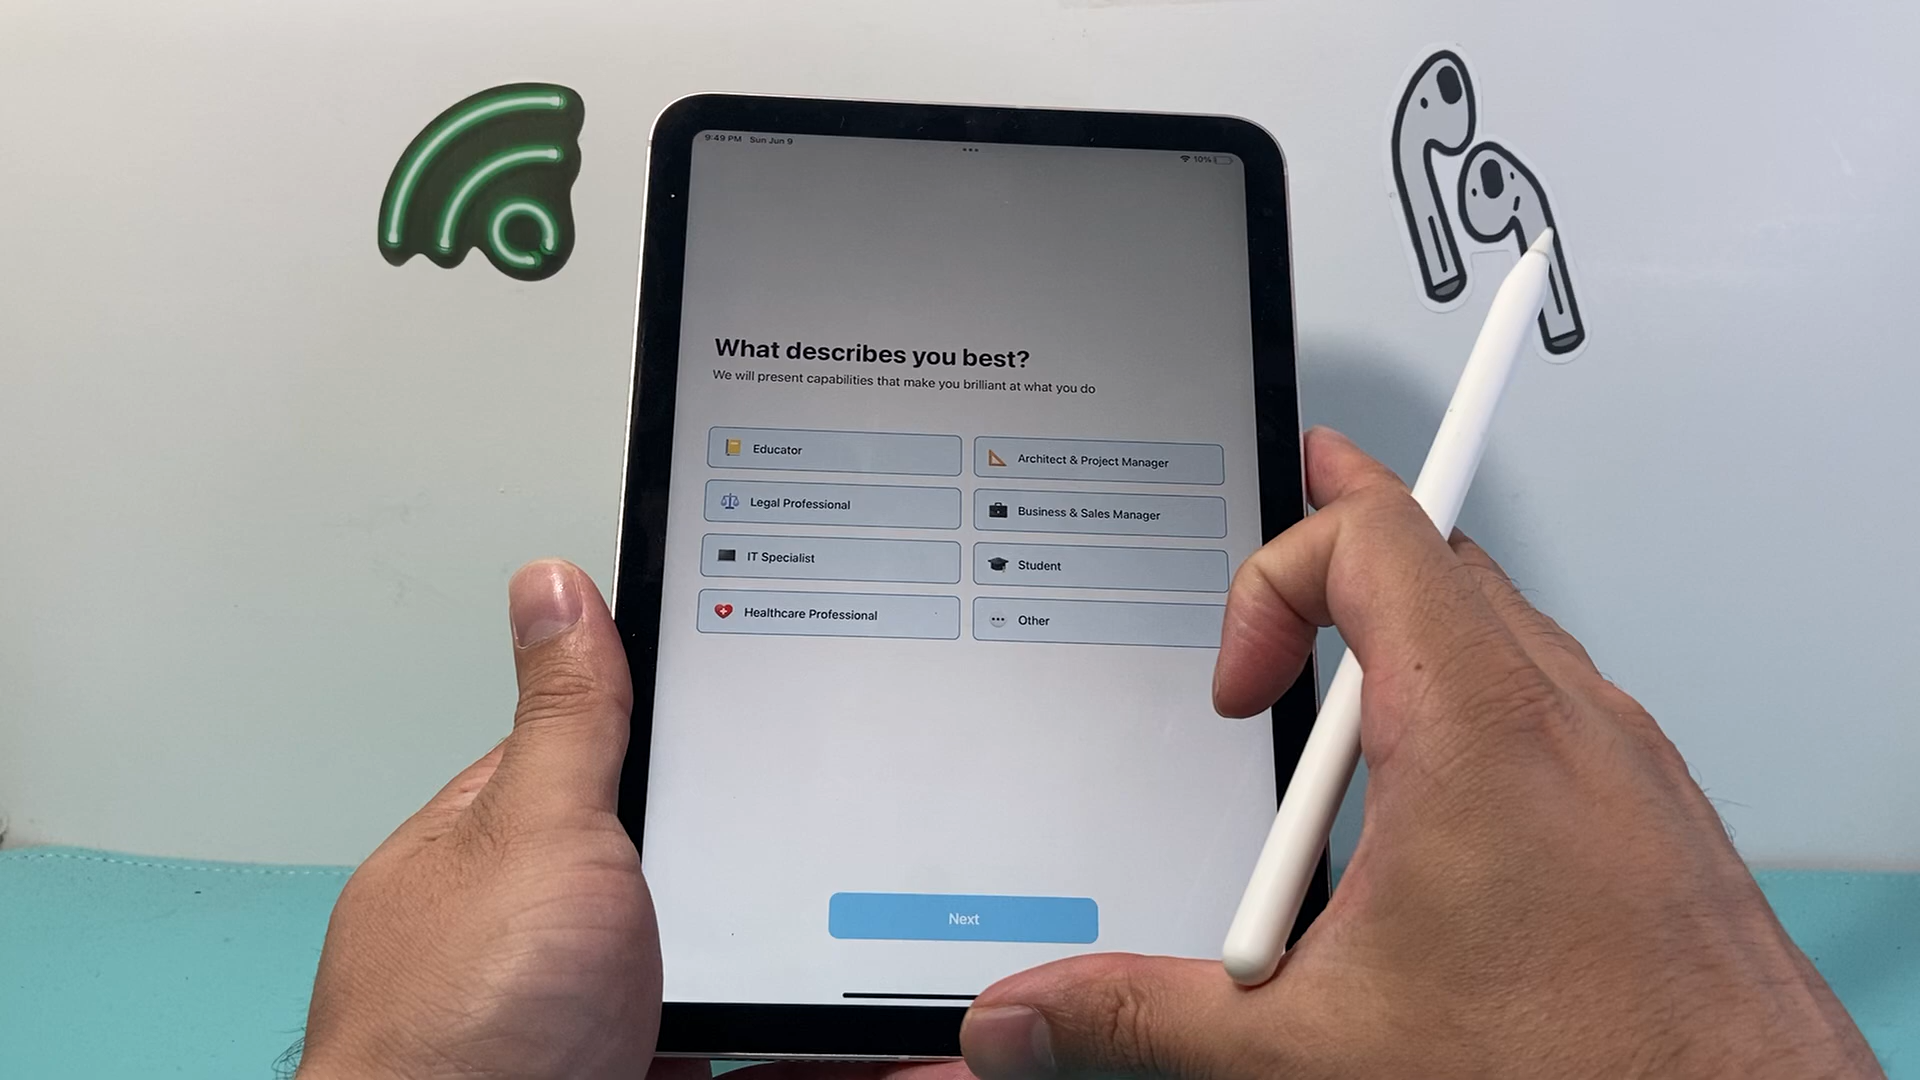 9:49 PM Sun Jun 9
10%
What describes you best?
We will present capabilities that make you brilliant at what you do
Educator
Architect & Project Manager
Legal Professional
Business & Sales Manager
IT Specialist
Student
Healthcare Professional
Other
Next